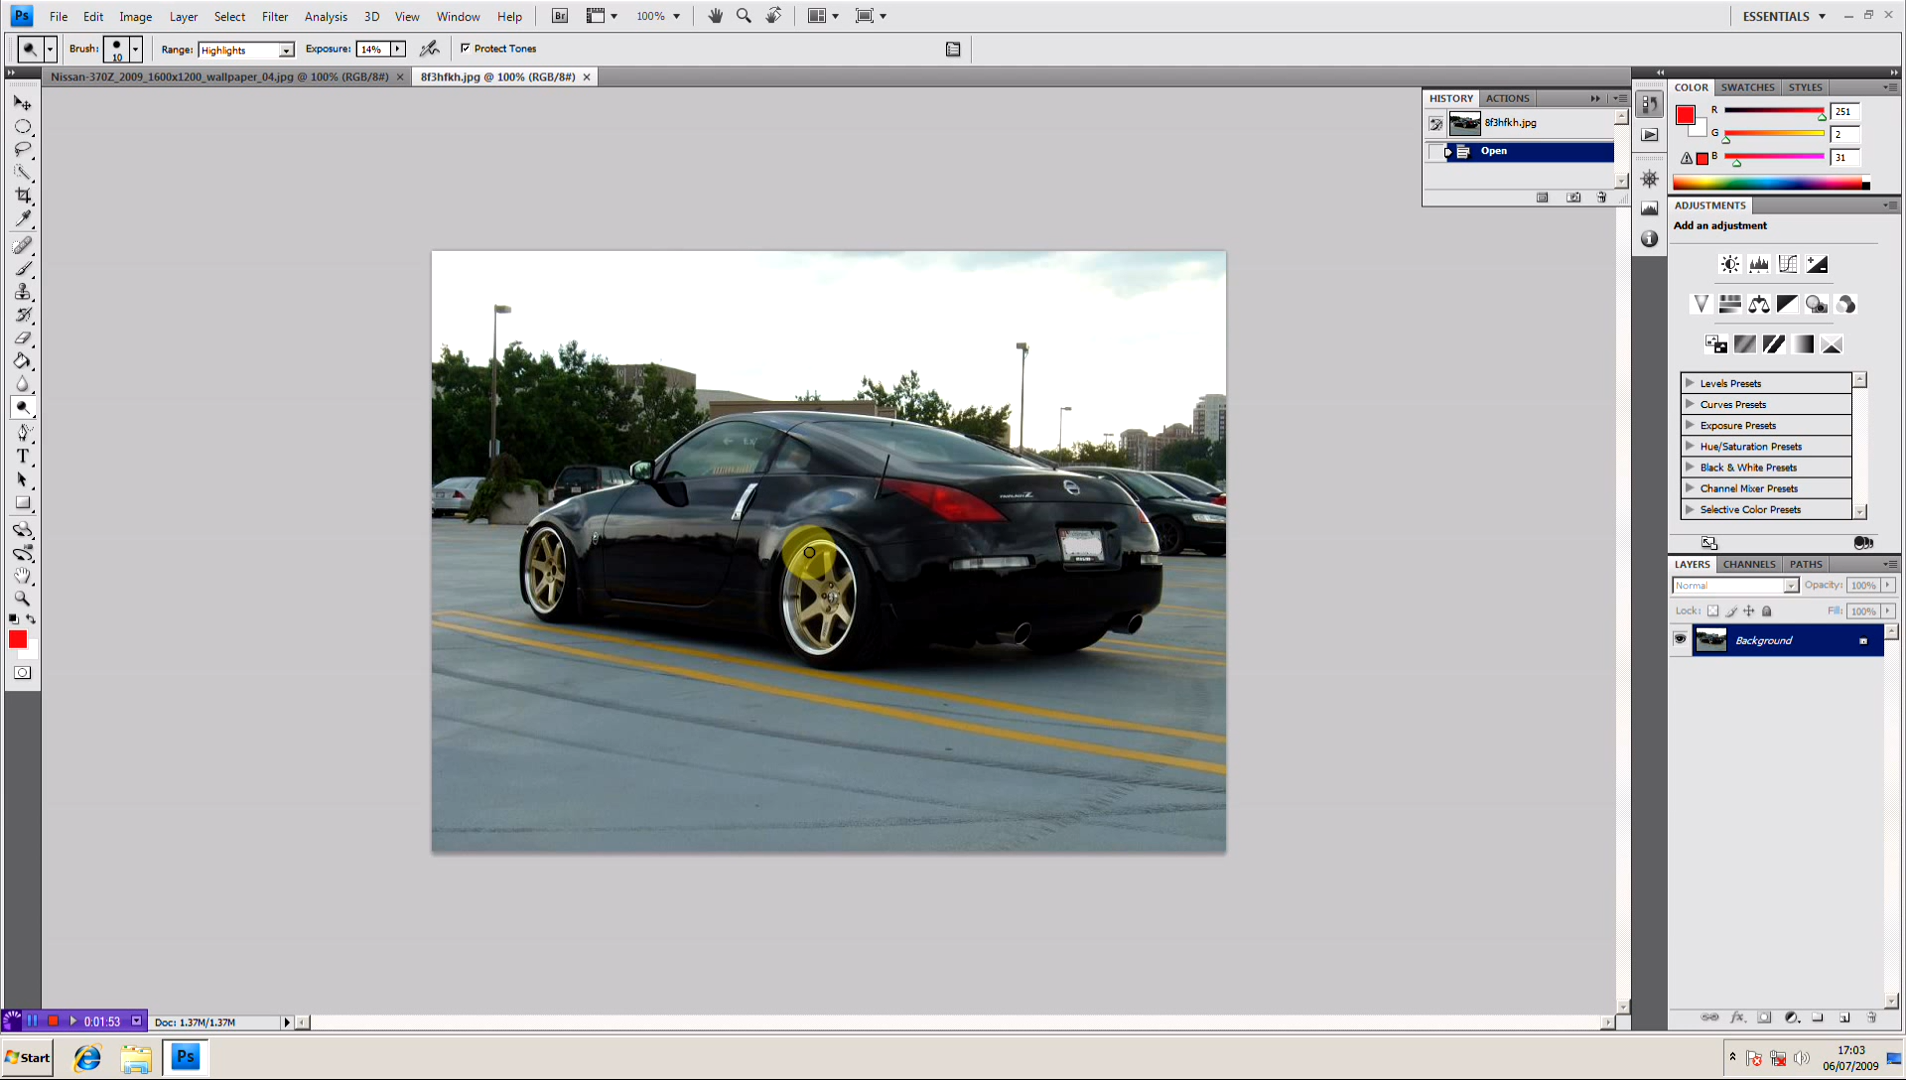 Ps File Edit Image Layer Select Filter Analysis 3D View Window Help Br 100% ESSENTIALS
Brush: 10 Range: Highlights Exposure: 14% Protect Tones
Nissan-370Z_2009_1600x1200_wallpaper_04.jpg @ 100% (RGB/8#) 8f3hfkh.jpg @ 100% (RGB/8#)
HISTORY ACTIONS
8f3hfkh.jpg
Open
COLOR SWATCHES STYLES
R 251
G 2
B 31
ADJUSTMENTS
Add an adjustment
Levels Presets
Curves Presets
Exposure Presets
Hue/Saturation Presets
Black & White Presets
Channel Mixer Presets
Selective Color Presets
LAYERS CHANNELS PATHS
Normal Opacity: 100%
Lock: Fill: 100%
Background
T
0:01:53 Doc: 1.37M/1.37M
Start Ps
17:03
06/07/2009